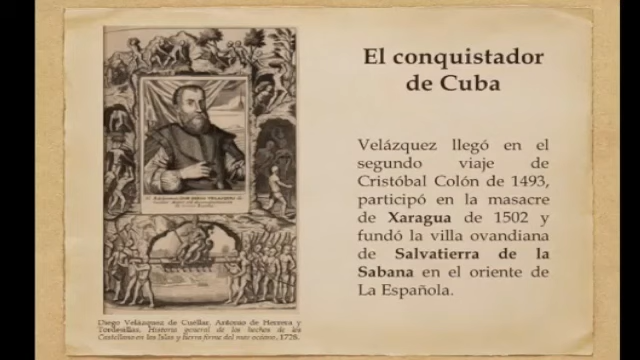 El conquistador
de Cuba
Velázquez llegó en el
segundo viaje de
Cristóbal Colón de 1493,
participó en la masacre
de Xaragua de 1502 y
fundó la villa ovandiana
de Salvatierra de la
Sabana en el oriente de
La Española.
Diego Velázquez de Cuellar, Antonio de Herrera y
Tordesillas, Historia general de los hechos de los
Castellano en las Islas y tierra firme del mar océano, 1728.